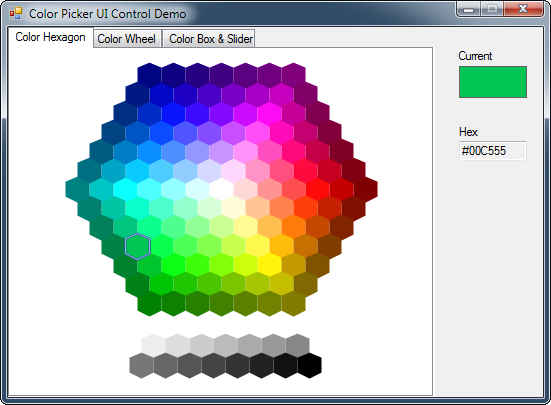 Color Picker UI Control Demo
Color Hexagon
Color Wheel
Color Box & Slider
Current
Hex
#00C555